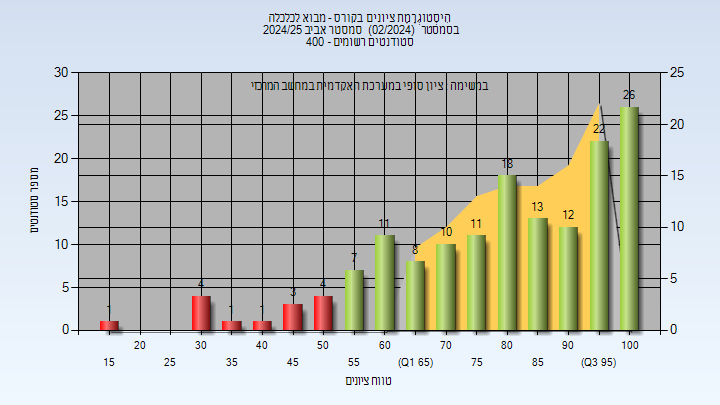 היסטוגרמת ציונים בקורס - מבוא לכלכלה
בסמסטר (02/2024) סמסטר אביב 2024/25
סטודנטים רשומים - 400
במשימה: ציון סופי במערכת האקדמית במחשב המרכזי
מספר סטודנטים
30 25 20 15 10 5 0
25 20 15 10 5 0
1 4 1 1 3 4 7 11 8 10 11 18 13 12 22 26
20 30 40 50 60 70 80 90 100
15 25 35 45 55 (Q1 65) 75 85 (Q3 95)
טווח ציונים